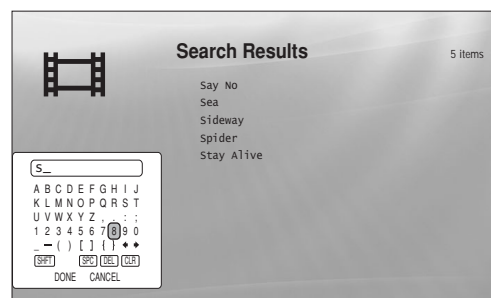 Search Results
5 items
Say No
Sea
Sideway
Spider
Stay Alive
S_
A B C D E F G H I J
K L M N O P Q R S T
U V W X Y Z , . : ;
1 2 3 4 5 6 7 8 9 0
_ – ( ) [ ] { }
SHFT SPC DEL CLR
DONE CANCEL